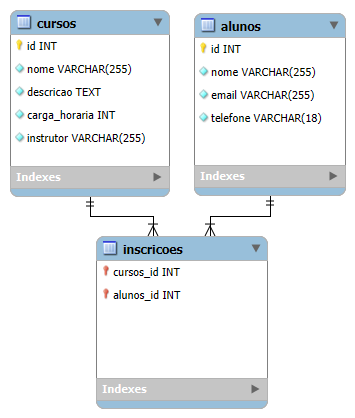 cursos
id INT
nome VARCHAR(255)
descricao TEXT
carga_horaria INT
instrutor VARCHAR(255)
Indexes
alunos
id INT
nome VARCHAR(255)
email VARCHAR(255)
telefone VARCHAR(18)
Indexes
inscricoes
cursos_id INT
alunos_id INT
Indexes